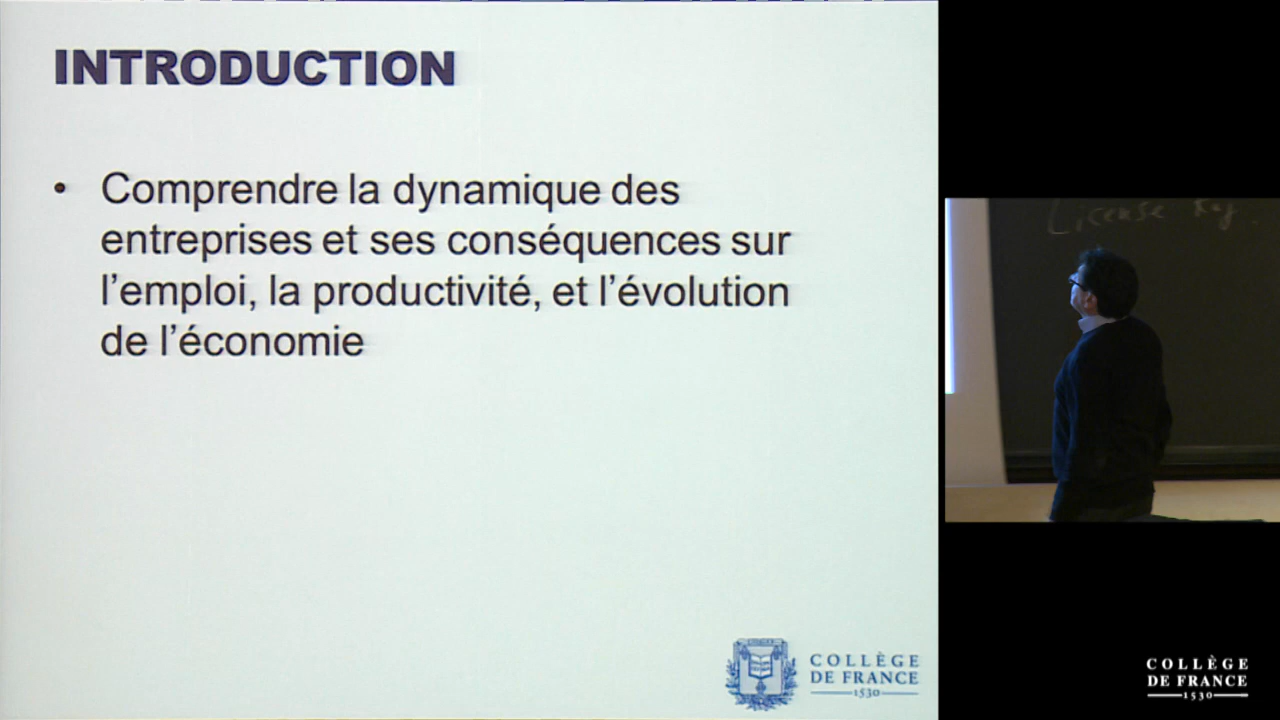 INTRODUCTION
• Comprendre la dynamique des
entreprises et ses conséquences sur
l’emploi, la productivité, et l’évolution
de l’économie
COLLÈGE
DE FRANCE
1530
License
COLLÈGE
DE FRANCE
1530